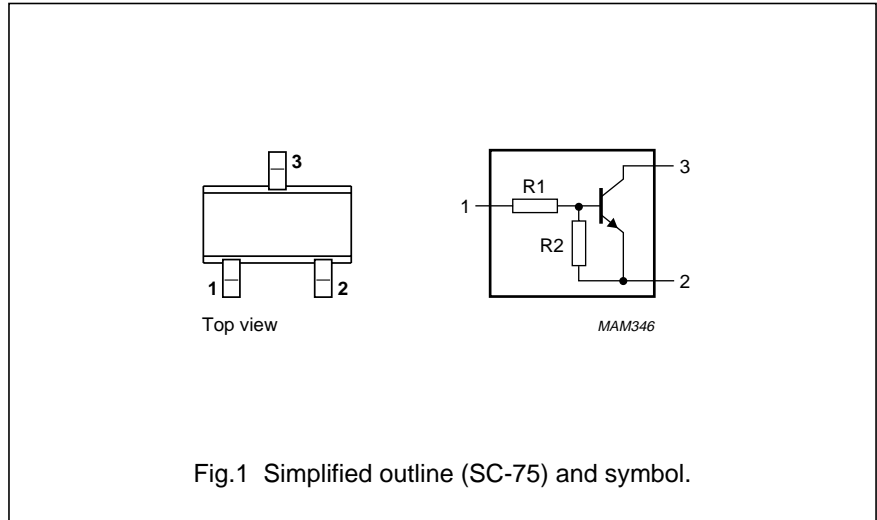 3
1
2
Top view
1
R1
R2
3
2
MAM346
Fig.1 Simplified outline (SC-75) and symbol.